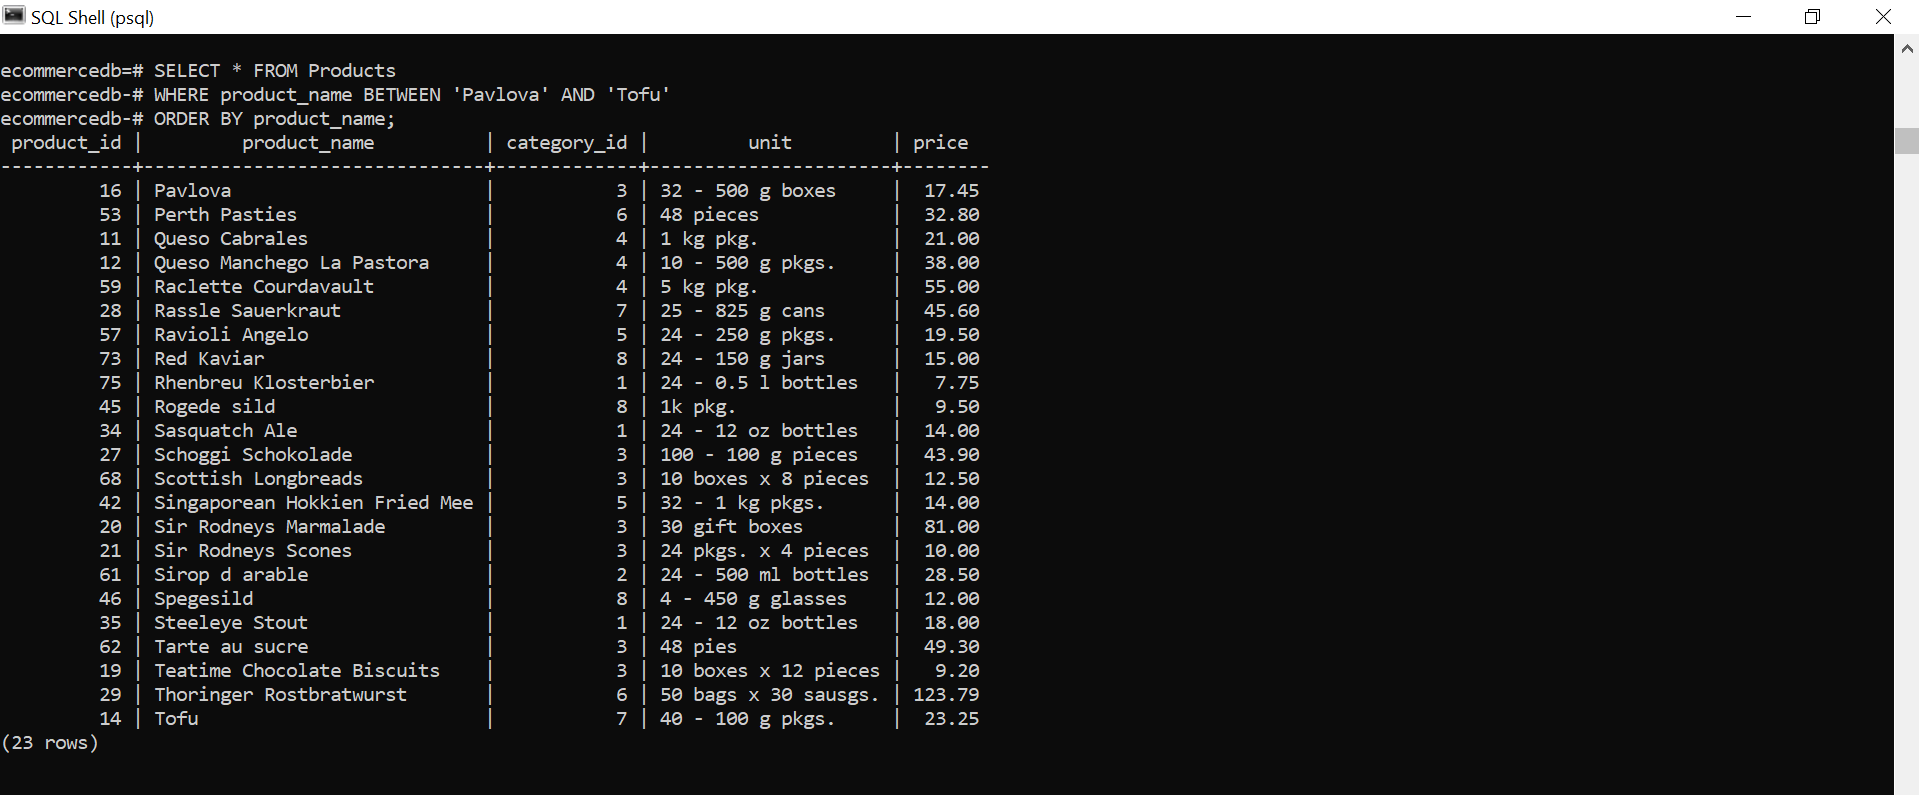 SQL Shell (psql)
ecommercedb=# SELECT * FROM Products
ecommercedb-# WHERE product_name BETWEEN 'Pavlova' AND 'Tofu'
ecommercedb-# ORDER BY product_name;
 product_id |         product_name          | category_id |         unit         | price
------------+-------------------------------+-------------+----------------------+--------
         16 | Pavlova                       |           3 | 32 - 500 g boxes     |  17.45
         53 | Perth Pasties                 |           6 | 48 pieces            |  32.80
         11 | Queso Cabrales                |           4 | 1 kg pkg.            |  21.00
         12 | Queso Manchego La Pastora     |           4 | 10 - 500 g pkgs.     |  38.00
         59 | Raclette Courdavault          |           4 | 5 kg pkg.            |  55.00
         28 | Rassle Sauerkraut             |           7 | 25 - 825 g cans      |  45.60
         57 | Ravioli Angelo                |           5 | 24 - 250 g pkgs.     |  19.50
         73 | Red Kaviar                    |           8 | 24 - 150 g jars      |  15.00
         75 | Rhenbreu Klosterbier          |           1 | 24 - 0.5 l bottles   |   7.75
         45 | Rogede sild                   |           8 | 1k pkg.              |   9.50
         34 | Sasquatch Ale                 |           1 | 24 - 12 oz bottles   |  14.00
         27 | Schoggi Schokolade            |           3 | 100 - 100 g pieces   |  43.90
         68 | Scottish Longbreads           |           3 | 10 boxes x 8 pieces  |  12.50
         42 | Singaporean Hokkien Fried Mee |           5 | 32 - 1 kg pkgs.      |  14.00
         20 | Sir Rodneys Marmalade         |           3 | 30 gift boxes        |  81.00
         21 | Sir Rodneys Scones            |           3 | 24 pkgs. x 4 pieces  |  10.00
         61 | Sirop d arable                |           2 | 24 - 500 ml bottles  |  28.50
         46 | Spegesild                     |           8 | 4 - 450 g glasses    |  12.00
         35 | Steeleye Stout                |           1 | 24 - 12 oz bottles   |  18.00
         62 | Tarte au sucre                |           3 | 48 pies              |  49.30
         19 | Teatime Chocolate Biscuits    |           3 | 10 boxes x 12 pieces |   9.20
         29 | Thoringer Rostbratwurst       |           6 | 50 bags x 30 sausgs. | 123.79
         14 | Tofu                          |           7 | 40 - 100 g pkgs.     |  23.25
(23 rows)